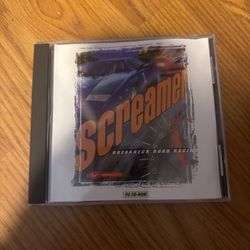 Screamer
BREAKNECK ROAD RACING
PC CD-ROM